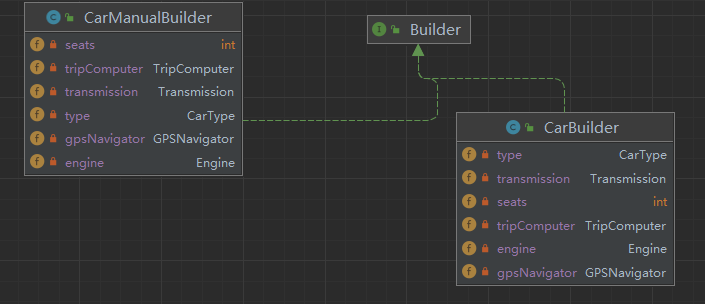 CarManualBuilder
seats int
tripComputer TripComputer
transmission Transmission
type CarType
gpsNavigator GPSNavigator
engine Engine
Builder
CarBuilder
type CarType
transmission Transmission
seats int
tripComputer TripComputer
engine Engine
gpsNavigator GPSNavigator